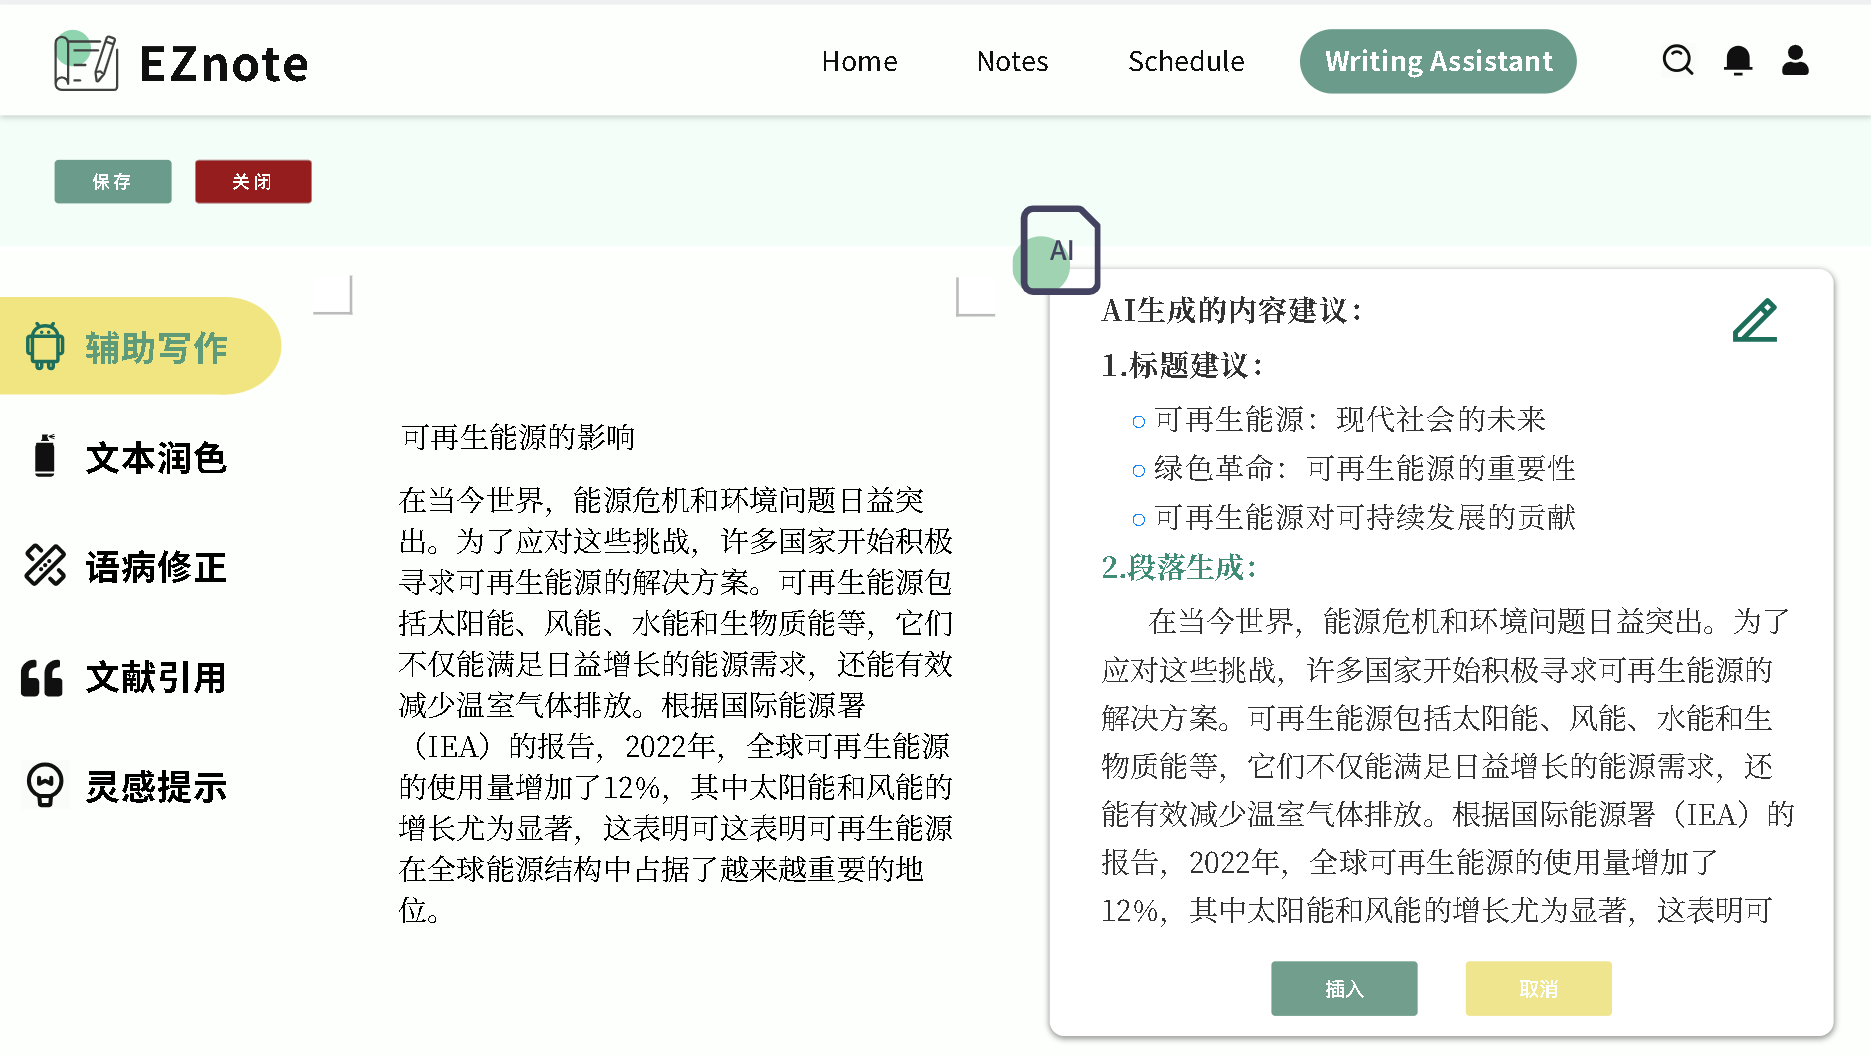 EZnote
Home
Notes
Schedule
Writing Assistant
保存
关闭
辅助写作
文本润色
语病修正
文献引用
灵感提示
可再生能源的影响
在当今世界，能源危机和环境问题日益突
出。为了应对这些挑战，许多国家开始积极
寻求可再生能源的解决方案。可再生能源包
括太阳能、风能、水能和生物质能等，它们
不仅能满足日益增长的能源需求，还能有效
减少温室气体排放。根据国际能源署
（IEA）的报告，2022年，全球可再生能源
的使用量增加了12%，其中太阳能和风能的
增长尤为显著，这表明可这表明可再生能源
在全球能源结构中占据了越来越重要的地
位。
AI
AI生成的内容建议：
1.标题建议：
可再生能源：现代社会的未来
绿色革命：可再生能源的重要性
可再生能源对可持续发展的贡献
2.段落生成：
在当今世界，能源危机和环境问题日益突出。为了
应对这些挑战，许多国家开始积极寻求可再生能源的
解决方案。可再生能源包括太阳能、风能、水能和生
物质能等，它们不仅能满足日益增长的能源需求，还
能有效减少温室气体排放。根据国际能源署（IEA）的
报告，2022年，全球可再生能源的使用量增加了
12%，其中太阳能和风能的增长尤为显著，这表明可
插入
取消